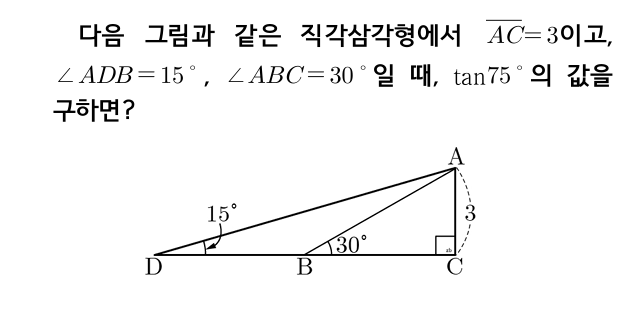 다음 그림과 같은 직각삼각형에서 AC=3이고,
∠ADB=15°, ∠ABC=30°일 때, tan75°의 값을
구하면?
A
15°
3
30°
D
B
C